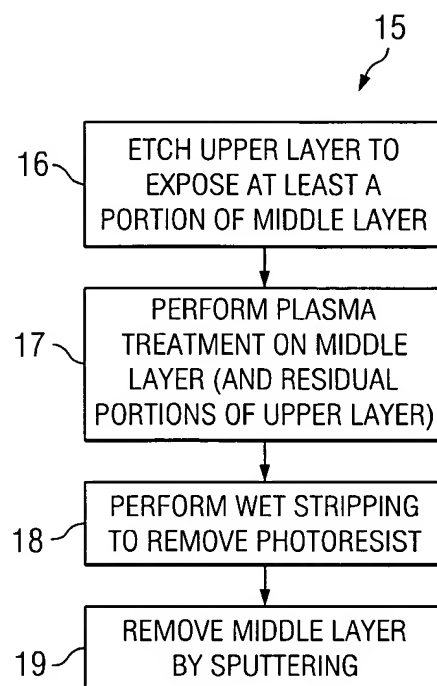 15
16
ETCH UPPER LAYER TO
EXPOSE AT LEAST A
PORTION OF MIDDLE LAYER
17
PERFORM PLASMA
TREATMENT ON MIDDLE
LAYER (AND RESIDUAL
PORTIONS OF UPPER LAYER)
18
PERFORM WET STRIPPING
TO REMOVE PHOTORESIST
19
REMOVE MIDDLE LAYER
BY SPUTTERING